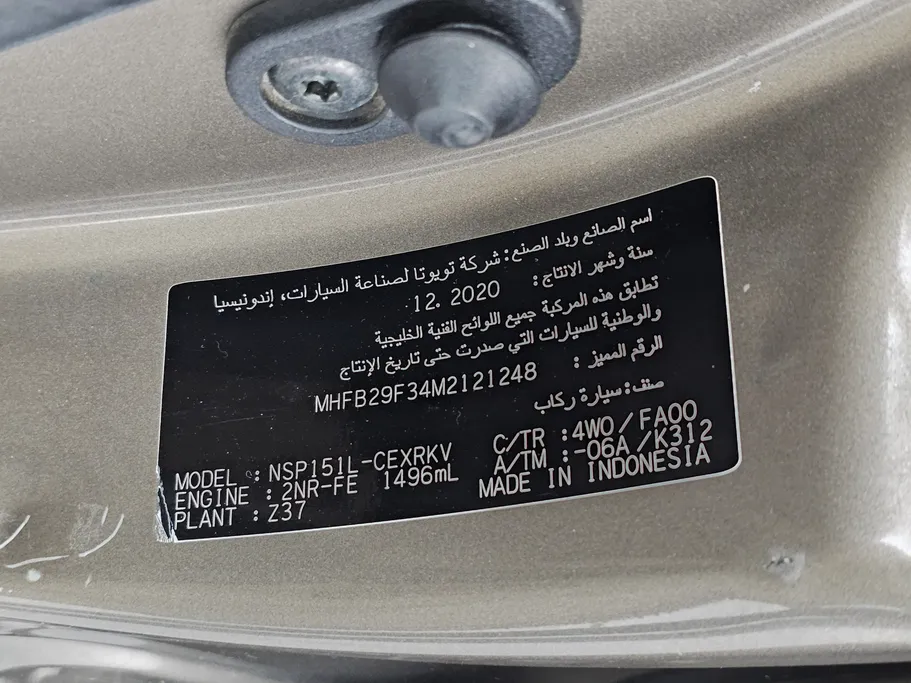 اسم الصانع وبلد الصنع: شركة تويوتا لصناعة السيارات، إندونيسيا
سنة وشهر الانتاج: 12. 2020
تطابق هذه المركبة جميع اللوائح الفنية الخليجية
والوطنية للسيارات التي صدرت حتى تاريخ الإنتاج
الرقم المميز : MHFB29F34M2121248
صنف: سيارة ركاب
MODEL : NSP151L-CEXRKV C/TR :4W0/FA00
ENGINE : 2NR-FE 1496mL A/TM :-06A/K312
PLANT : Z37 MADE IN INDONESIA